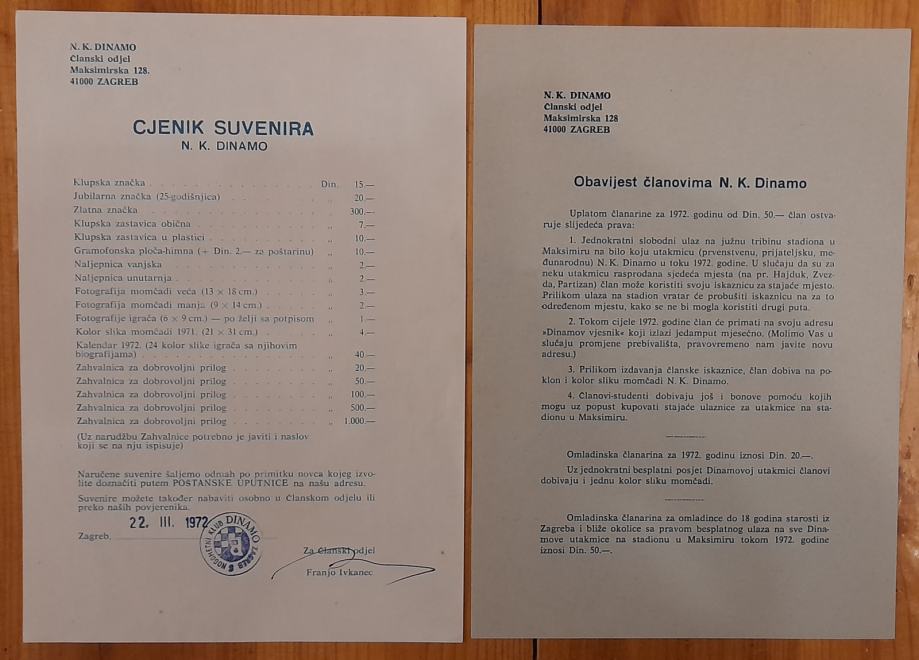 N. K. DINAMO
Članski odjel
Maksimirska 128.
41000 ZAGREB
CJENIK SUVENIRA
N. K. DINAMO
Klupska značka . . . . . . . . . . . . . Din. 15.—
Jubilarna značka (25-godišnjica) . . . . . . „ 20.—
Zlatna značka . . . . . . . . . . . . . „ 300.—
Klupska zastavica obična . . . . . . . . . „ 7.—
Klupska zastavica u plastici . . . . . . . . „ 10.—
Gramofonska ploča-himna (+ Din. 2.— za poštarinu) „ 10.—
Naljepnica vanjska . . . . . . . . . . . „ 2.—
Naljepnica unutarnja . . . . . . . . . . „ 2.—
Fotografija momčadi veća (13 × 18 cm.) . . . . „ 3.—
Fotografija momčadi manja (9 × 14 cm.) . . . . „ 2.—
Fotografije igrača (6 × 9 cm.) — po želji sa potpisom „ 1.—
Kolor slika momčadi 1971. (21 × 31 cm.) . . . . „ 4.—
Kalendar 1972. (24 kolor slike igrača sa njihovim
biografijama) . . . . . . . . . . . . . „ 40.—
Zahvalnica za dobrovoljni prilog . . . . . . „ 20.—
Zahvalnica za dobrovoljni prilog . . . . . . „ 50.—
Zahvalnica za dobrovoljni prilog . . . . . . „ 100.—
Zahvalnica za dobrovoljni prilog . . . . . . „ 500.—
Zahvalnica za dobrovoljni prilog . . . . . . „ 1.000.—
(Uz narudžbu Zahvalnice potrebno je javiti i naslov
koji se na nju ispisuje)
Naručene suvenire šaljemo odmah po primitku novca kojeg izvo-
lite doznačiti putem POŠTANSKE UPUTNICE na našu adresu.
Suvenire možete također nabaviti osobno u Članskom odjelu ili
preko naših povjerenika.
22. III. 1972
Zagreb,
NOGOMETNI KLUB DINAMO
ZAGREB 3
Za Članski odjel
Franjo Ivkanec
N. K. DINAMO
Članski odjel
Maksimirska 128
41000 ZAGREB
Obavijest članovima N. K. Dinamo
Uplatom članarine za 1972. godinu od Din. 50.— član ostva-
ruje slijedeća prava:
1. Jednokratni slobodni ulaz na južnu tribinu stadiona u
Maksimiru na bilo koju utakmicu (prvenstvenu, prijateljsku, me-
đunarodnu) N. K. Dinamo u toku 1972. godine. U slučaju da su za
neku utakmicu rasprodana sjedeća mjesta (na pr. Hajduk, Zvez-
da, Partizan) član može koristiti svoju iskaznicu za stajaće mjesto.
Prilikom ulaza na stadion vratar će probušiti iskaznicu na za to
određenom mjestu, kako se ne bi mogla koristiti drugi puta.
2. Tokom cijele 1972. godine član će primati na svoju adresu
»Dinamov vjesnik« koji izlazi jedamput mjesečno. (Molimo Vas u
slučaju promjene prebivališta, pravovremeno nam javite novu
adresu.)
3. Prilikom izdavanja članske iskaznice, član dobiva na po-
klon i kolor sliku momčadi N. K. Dinamo.
4. Članovi-studenti dobivaju još i bonove pomoću kojih
mogu uz popust kupovati stajaće ulaznice za utakmice na sta-
dionu u Maksimiru.
Omladinska članarina za 1972. godinu iznosi Din. 20.—.
Uz jednokratni besplatni posjet Dinamovoj utakmici članovi
dobivaju i jednu kolor sliku momčadi.
Omladinska članarina za omladince do 18 godina starosti iz
Zagreba i bliže okolice sa pravom besplatnog ulaza na sve Dina-
move utakmice na stadionu u Maksimiru tokom 1972. godine
iznosi Din. 50.—.